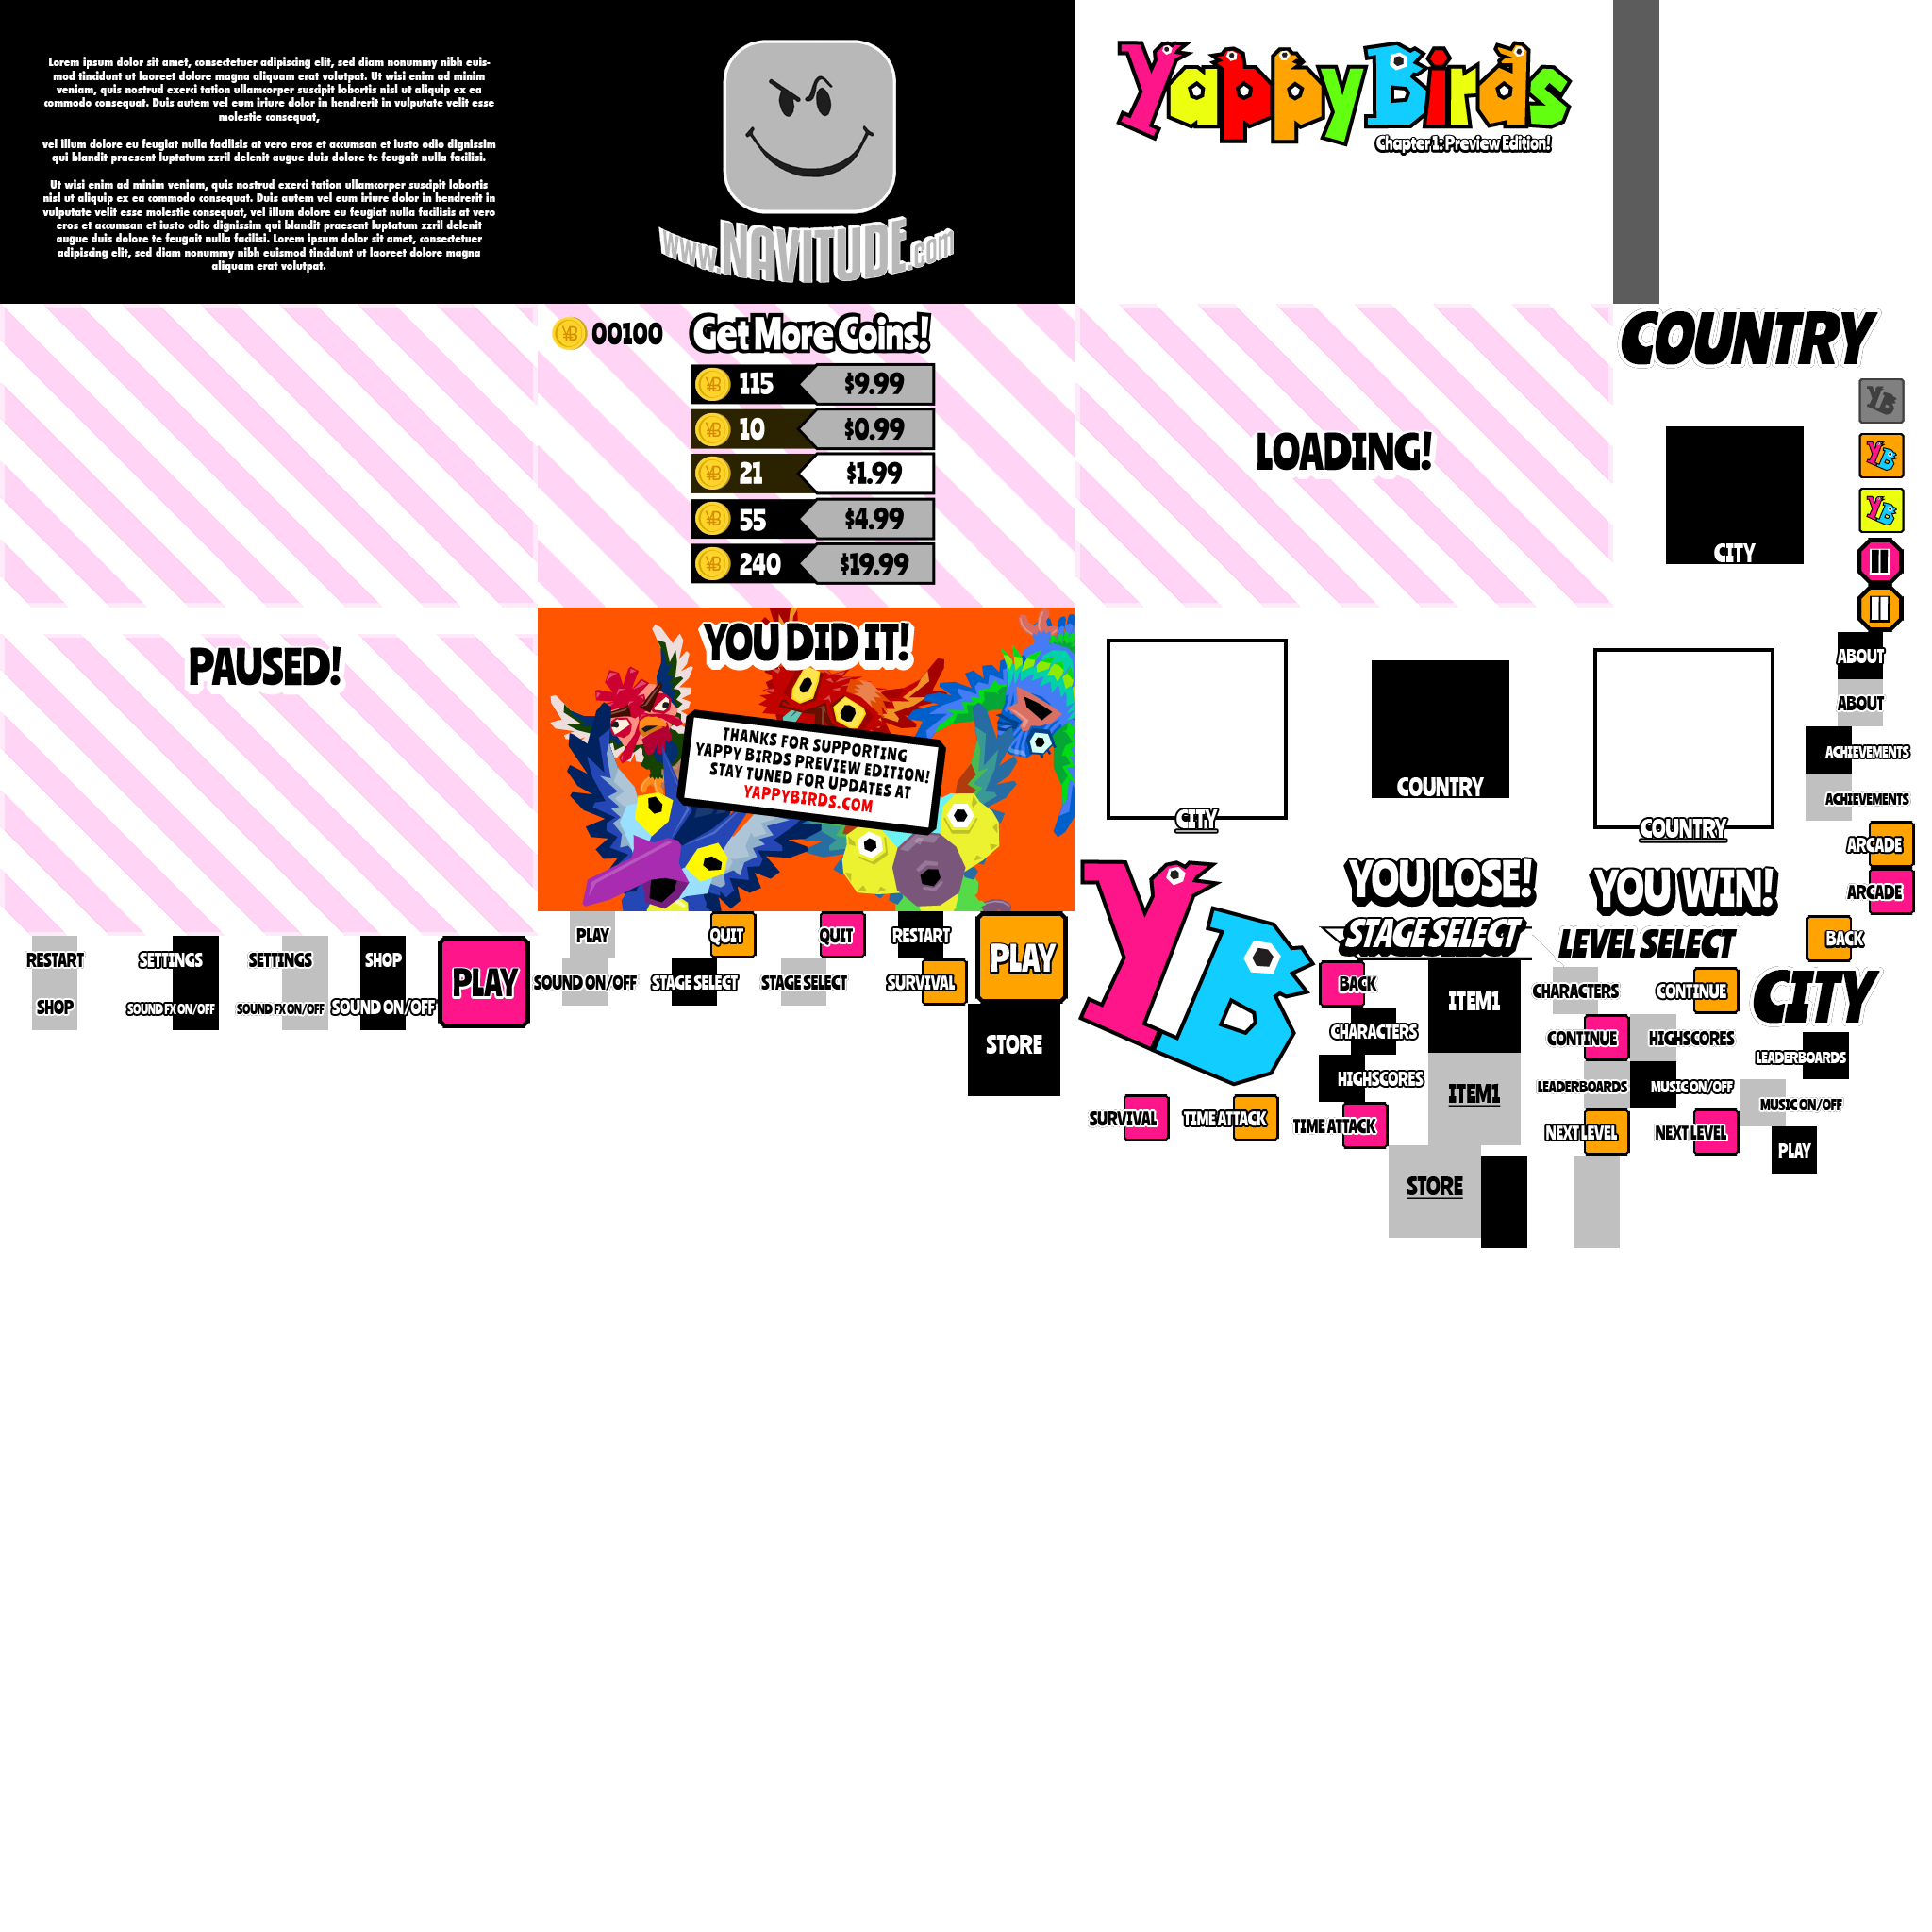 Lorem ipsum dolor sit amet, consectetuer adipiscing elit, sed diam nonummy nibh euis-
mod tincidunt ut laoreet dolore magna aliquam erat volutpat. Ut wisi enim ad minim
veniam, quis nostrud exerci tation ullamcorper suscipit lobortis nisl ut aliquip ex ea
commodo consequat. Duis autem vel eum iriure dolor in hendrerit in vulputate velit esse
molestie consequat,
vel illum dolore eu feugiat nulla facilisis at vero eros et accumsan et iusto odio dignissim
qui blandit praesent luptatum zzril delenit augue duis dolore te feugait nulla facilisi.
Ut wisi enim ad minim veniam, quis nostrud exerci tation ullamcorper suscipit lobortis
nisl ut aliquip ex ea commodo consequat. Duis autem vel eum iriure dolor in hendrerit in
vulputate velit esse molestie consequat, vel illum dolore eu feugiat nulla facilisis at vero
eros et accumsan et iusto odio dignissim qui blandit praesent luptatum zzril delenit
augue duis dolore te feugait nulla facilisi. Lorem ipsum dolor sit amet, consectetuer
adipiscing elit, sed diam nonummy nibh euismod tincidunt ut laoreet dolore magna
aliquam erat volutpat.
www.NAVITUDE.com
Yappy Birds
Chapter 1: Preview Edition!
00100
Get More Coins!
115 $9.99
10 $0.99
21 $1.99
55 $4.99
240 $19.99
LOADING!
COUNTRY
YB
YB
YB
CITY
PAUSED!
YOU DID IT!
THANKS FOR SUPPORTING
YAPPY BIRDS PREVIEW EDITION!
STAY TUNED FOR UPDATES AT
YAPPYBIRDS.COM
CITY
COUNTRY
COUNTRY
ABOUT
ABOUT
ACHIEVEMENTS
ACHIEVEMENTS
ARCADE
ARCADE
BACK
YB
YOU LOSE!
YOU WIN!
STAGE SELECT
LEVEL SELECT
RESTART
SETTINGS
SETTINGS
SHOP
PLAY
SHOP
SOUND FX ON/OFF
SOUND FX ON/OFF
SOUND ON/OFF
PLAY
QUIT
QUIT
RESTART
PLAY
SOUND ON/OFF
STAGE SELECT
STAGE SELECT
SURVIVAL
STORE
BACK
ITEM1
CHARACTERS
CONTINUE
CITY
CHARACTERS
CONTINUE
HIGHSCORES
LEADERBOARDS
HIGHSCORES
ITEM1
LEADERBOARDS
MUSIC ON/OFF
MUSIC ON/OFF
SURVIVAL
TIME ATTACK
TIME ATTACK
NEXT LEVEL
NEXT LEVEL
PLAY
STORE